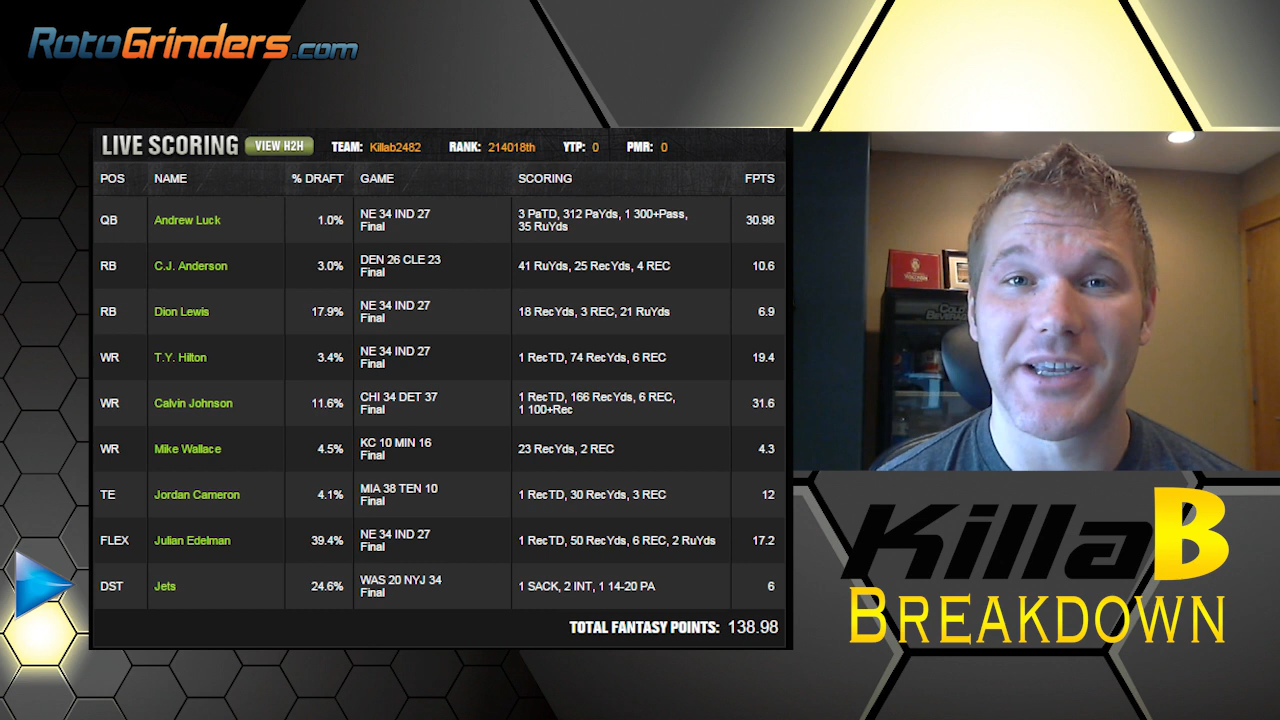 RotoGrinders.com
LIVE SCORING VIEW H2H TEAM: Killab2482 RANK: 214018th YTP: 0 PMR: 0
POS NAME % DRAFT GAME SCORING FPTS
QB Andrew Luck 1.0% NE 34 IND 27 3 PaTD, 312 PaYds, 1 300+Pass, 30.98
Final 35 RuYds
RB C.J. Anderson 3.0% DEN 26 CLE 23 41 RuYds, 25 RecYds, 4 REC 10.6
Final
RB Dion Lewis 17.9% NE 34 IND 27 18 RecYds, 3 REC, 21 RuYds 6.9
Final
WR T.Y. Hilton 3.4% NE 34 IND 27 1 RecTD, 74 RecYds, 6 REC 19.4
Final
WR Calvin Johnson 11.6% CHI 34 DET 37 1 RecTD, 166 RecYds, 6 REC, 31.6
Final 1 100+Rec
WR Mike Wallace 4.5% KC 10 MIN 16 23 RecYds, 2 REC 4.3
Final
TE Jordan Cameron 4.1% MIA 38 TEN 10 1 RecTD, 30 RecYds, 3 REC 12
Final
FLEX Julian Edelman 39.4% NE 34 IND 27 1 RecTD, 50 RecYds, 6 REC, 2 RuYds 17.2
Final
DST Jets 24.6% WAS 20 NYJ 34 1 SACK, 2 INT, 1 14-20 PA 6
Final
TOTAL FANTASY POINTS: 138.98
COLD
BEVERAGES
KillaB
BREAKDOWN